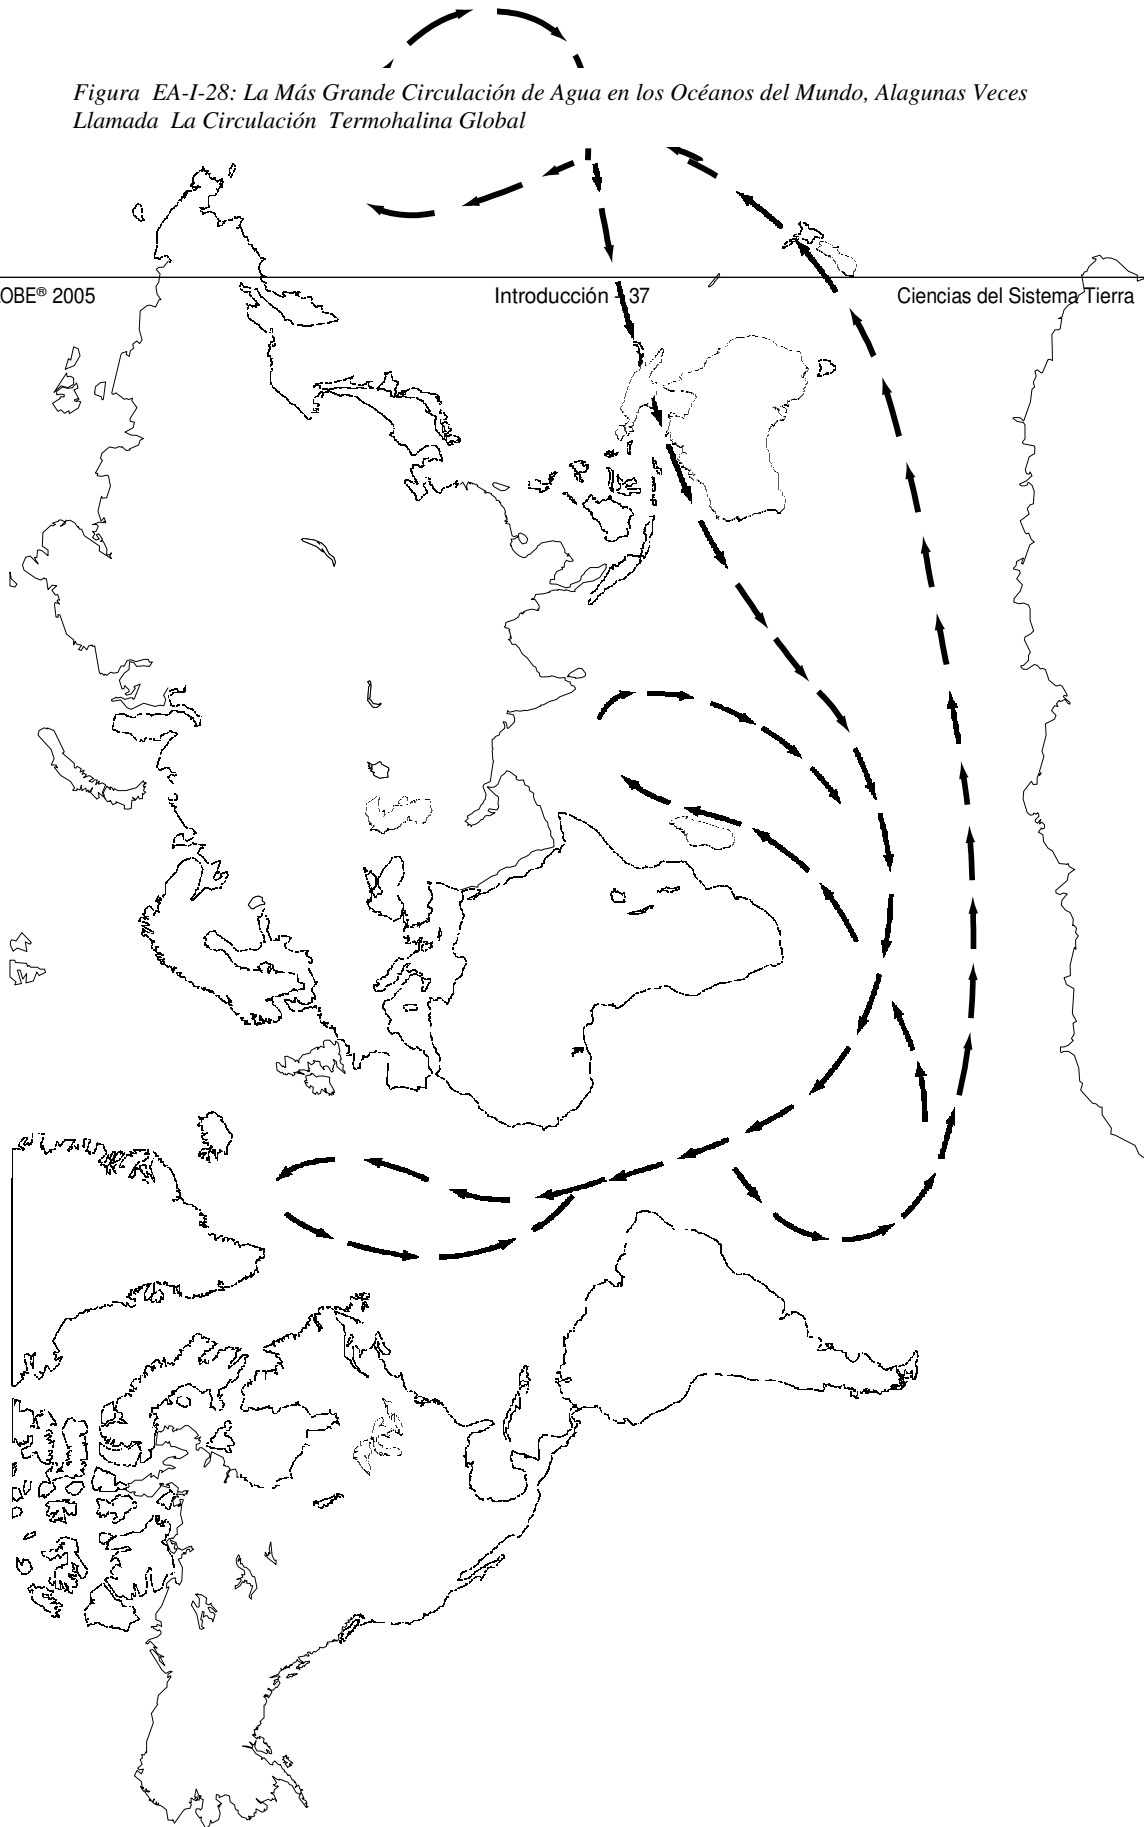 Figura EA-I-28: La Más Grande Circulación de Agua en los Océanos del Mundo, Alagunas Veces
Llamada La Circulación Termohalina Global
OBE® 2005 Introducción - 37 Ciencias del Sistema Tierra